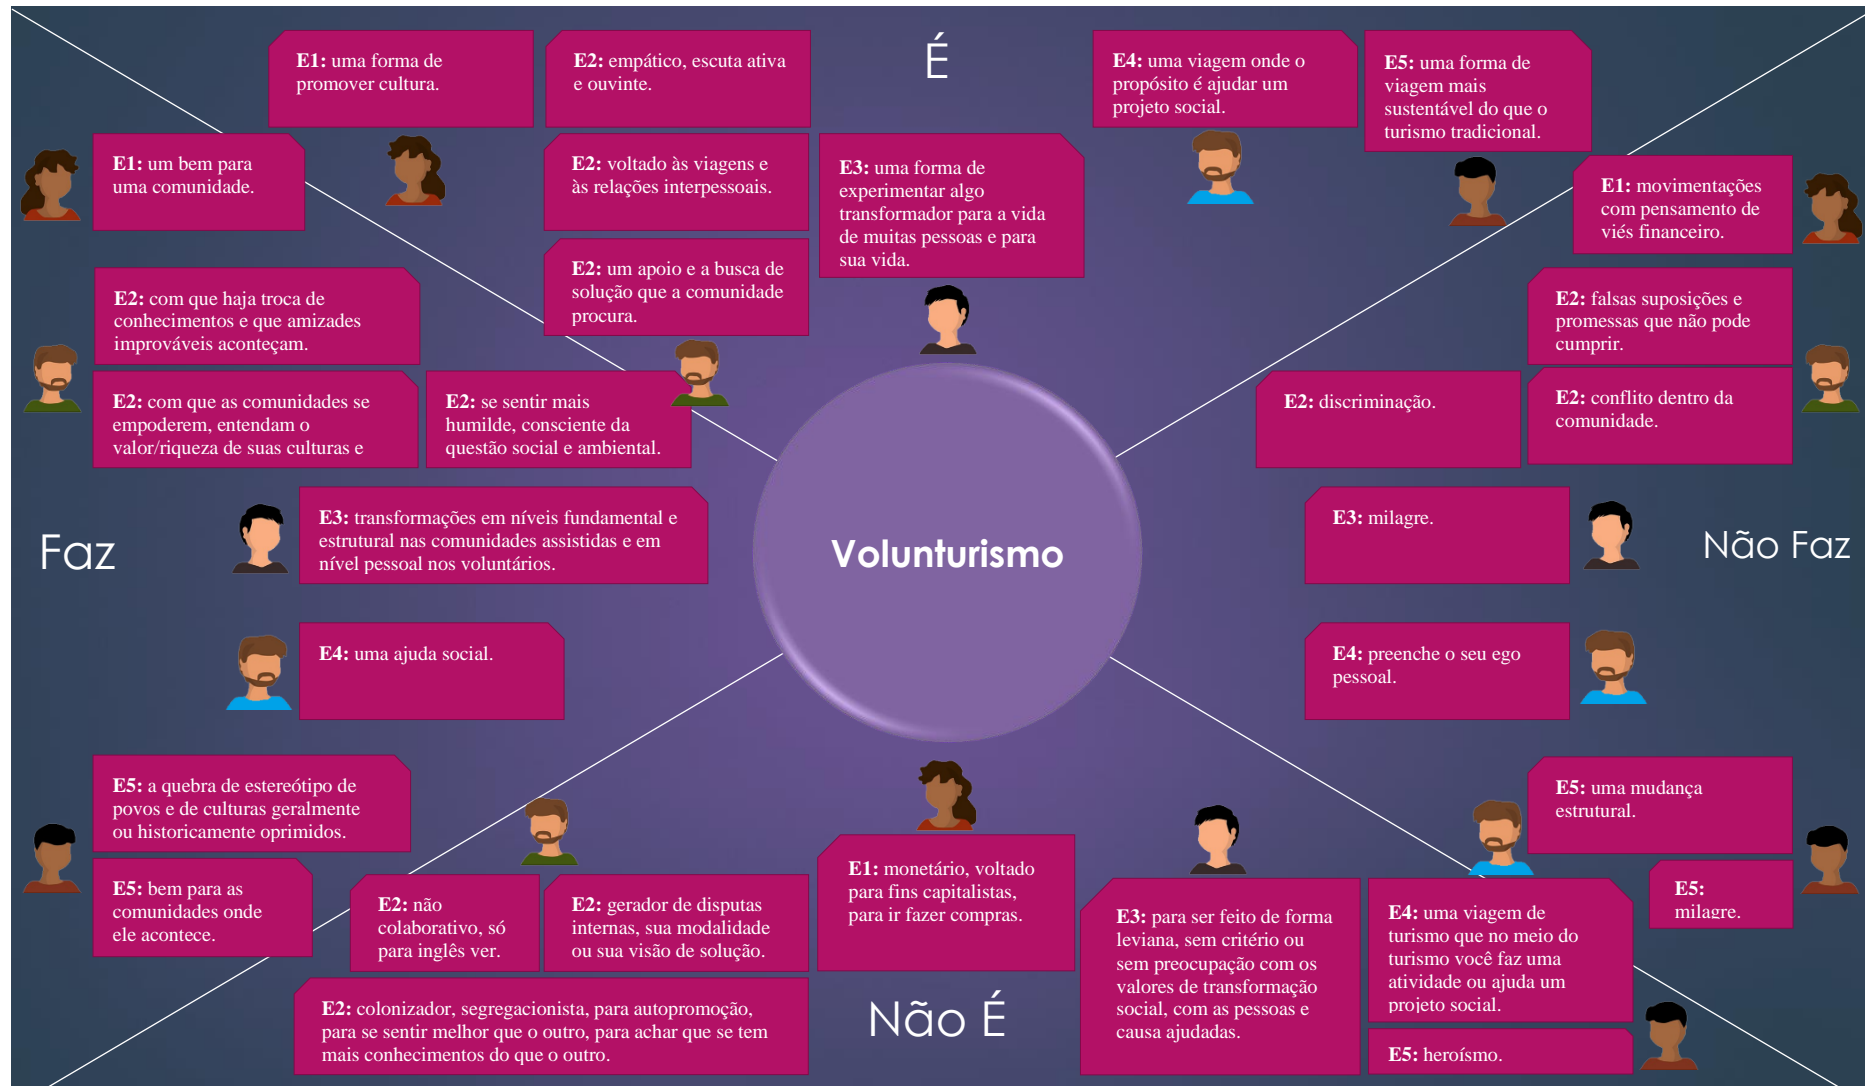 É
E1: uma forma de
promover cultura.
E2: empático, escuta ativa
e ouvinte.
E2: voltado às viagens e
às relações interpessoais.
E2: um apoio e a busca de
solução que a comunidade
procura.
E3: uma forma de
experimentar algo
transformador para a vida
de muitas pessoas e para
sua vida.
E4: uma viagem onde o
propósito é ajudar um
projeto social.
E5: uma forma de
viagem mais
sustentável do que o
turismo tradicional.
Faz
E1: um bem para
uma comunidade.
E2: com que haja troca de
conhecimentos e que amizades
improváveis aconteçam.
E2: com que as comunidades se
empoderem, entendam o
valor/riqueza de suas culturas e
E2: se sentir mais
humilde, consciente da
questão social e ambiental.
E3: transformações em níveis fundamental e
estrutural nas comunidades assistidas e em
nível pessoal nos voluntários.
E4: uma ajuda social.
E5: a quebra de estereótipo de
povos e de culturas geralmente
ou historicamente oprimidos.
E5: bem para as
comunidades onde
ele acontece.
Volunturismo
Não Faz
E1: movimentações
com pensamento de
viés financeiro.
E2: falsas suposições e
promessas que não pode
cumprir.
E2: discriminação.
E2: conflito dentro da
comunidade.
E3: milagre.
E4: preenche o seu ego
pessoal.
E5: uma mudança
estrutural.
E5:
milagre.
Não É
E1: monetário, voltado
para fins capitalistas,
para ir fazer compras.
E2: não
colaborativo, só
para inglês ver.
E2: gerador de disputas
internas, sua modalidade
ou sua visão de solução.
E2: colonizador, segregacionista, para autopromoção,
para se sentir melhor que o outro, para achar que se tem
mais conhecimentos do que o outro.
E3: para ser feito de forma
leviana, sem critério ou
sem preocupação com os
valores de transformação
social, com as pessoas e
causa ajudadas.
E4: uma viagem de
turismo que no meio do
turismo você faz uma
atividade ou ajuda um
projeto social.
E5: heroísmo.